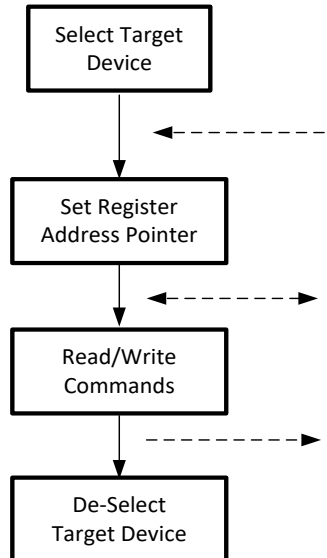 Select Target
Device
Set Register
Address Pointer
Read/Write
Commands
De-Select
Target Device